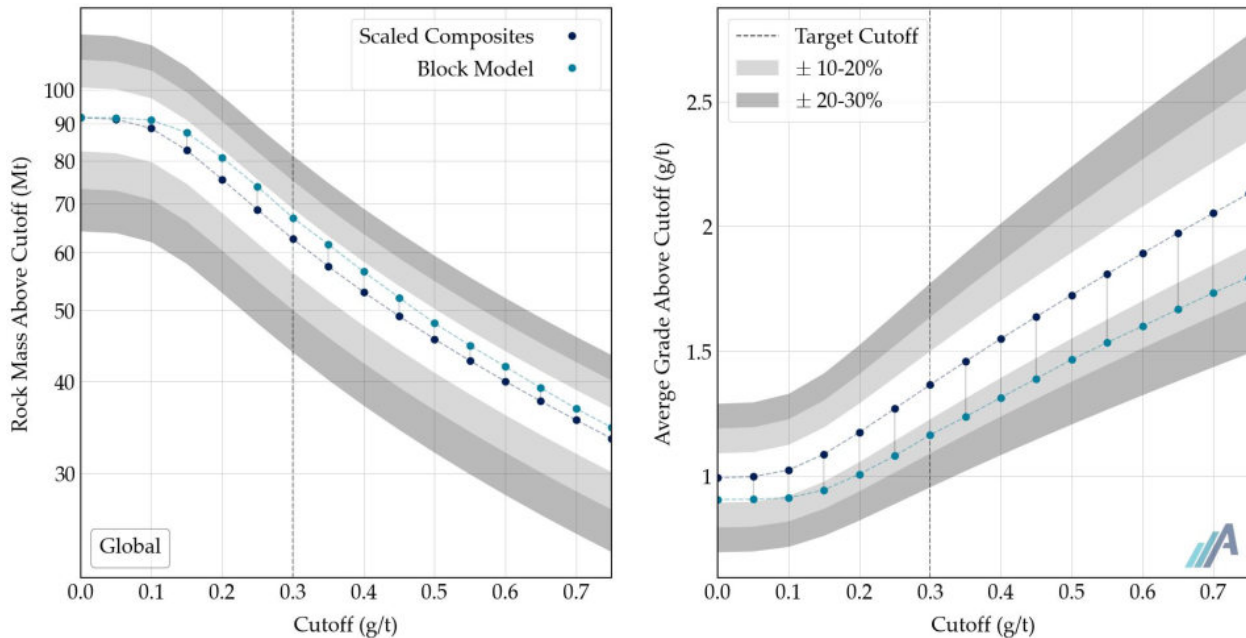 Scaled Composites
Block Model
Rock Mass Above Cutoff (Mt)
100
90
80
70
60
50
40
30
Global
0.0 0.1 0.2 0.3 0.4 0.5 0.6 0.7
Cutoff (g/t)
Target Cutoff
± 10-20%
± 20-30%
Averge Grade Above Cutoff (g/t)
2.5
2
1.5
1
0.0 0.1 0.2 0.3 0.4 0.5 0.6 0.7
Cutoff (g/t)
A